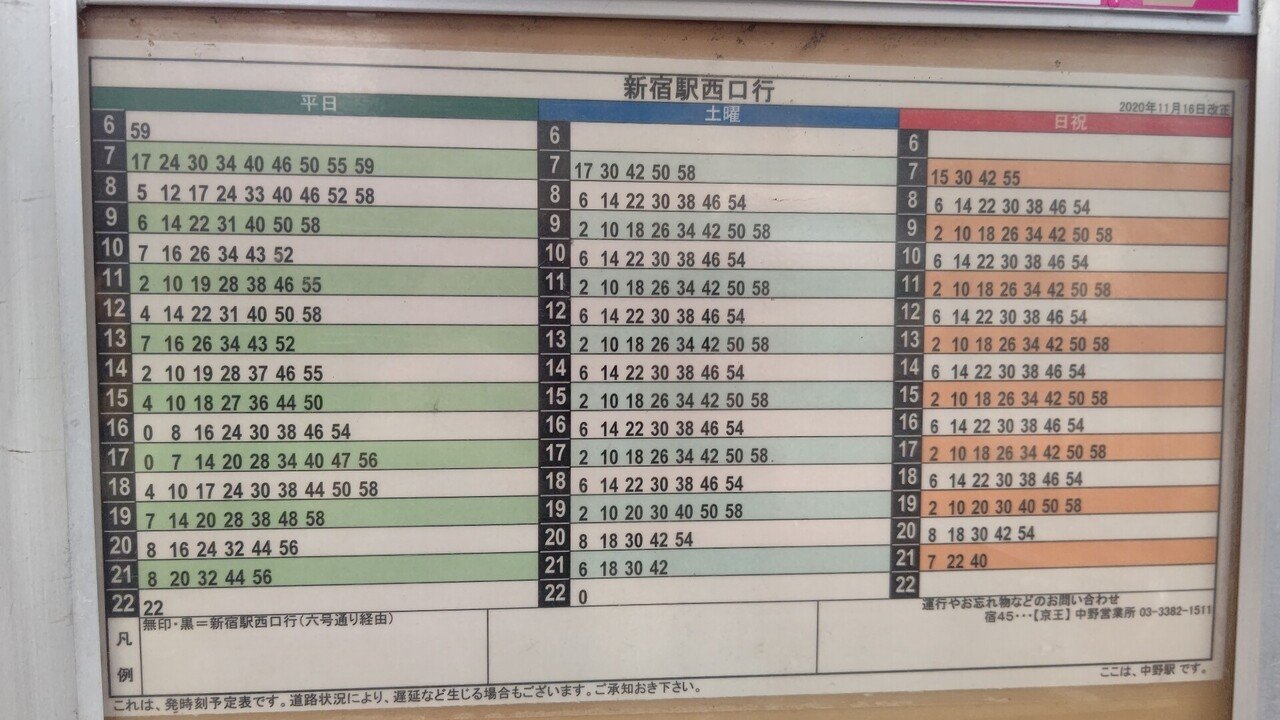 新宿駅西口行
2020年11月16日改正
平日 土曜 日祝
6 59 6 6
7 17 24 30 34 40 46 50 55 59 7 17 30 42 50 58 7 15 30 42 55
8 5 12 17 24 33 40 46 52 58 8 6 14 22 30 38 46 54 8 6 14 22 30 38 46 54
9 6 14 22 31 40 50 58 9 2 10 18 26 34 42 50 58 9 2 10 18 26 34 42 50 58
10 7 16 26 34 43 52 10 6 14 22 30 38 46 54 10 6 14 22 30 38 46 54
11 2 10 19 28 38 46 55 11 2 10 18 26 34 42 50 58 11 2 10 18 26 34 42 50 58
12 4 14 22 31 40 50 58 12 6 14 22 30 38 46 54 12 6 14 22 30 38 46 54
13 7 16 26 34 43 52 13 2 10 18 26 34 42 50 58 13 2 10 18 26 34 42 50 58
14 2 10 19 28 37 46 55 14 6 14 22 30 38 46 54 14 6 14 22 30 38 46 54
15 4 10 18 27 36 44 50 15 2 10 18 26 34 42 50 58 15 2 10 18 26 34 42 50 58
16 0 8 16 24 30 38 46 54 16 6 14 22 30 38 46 54 16 6 14 22 30 38 46 54
17 0 7 14 20 28 34 40 47 56 17 2 10 18 26 34 42 50 58 17 2 10 18 26 34 42 50 58
18 4 10 17 24 30 38 44 50 58 18 6 14 22 30 38 46 54 18 6 14 22 30 38 46 54
19 7 14 20 28 38 48 58 19 2 10 20 30 40 50 58 19 2 10 20 30 40 50 58
20 8 16 24 32 44 56 20 8 18 30 42 54 20 8 18 30 42 54
21 8 20 32 44 56 21 6 18 30 42 21 7 22 40
22 22 22 0 22
凡例
無印・黒＝新宿駅西口行(六号通り経由)
運行やお忘れ物などのお問い合わせ
宿45･･･【京王】 中野営業所 03-3382-1511
ここは、中野駅 です。
これは、発時刻予定表です。道路状況により、遅延など生じる場合もございます。ご承知おき下さい。